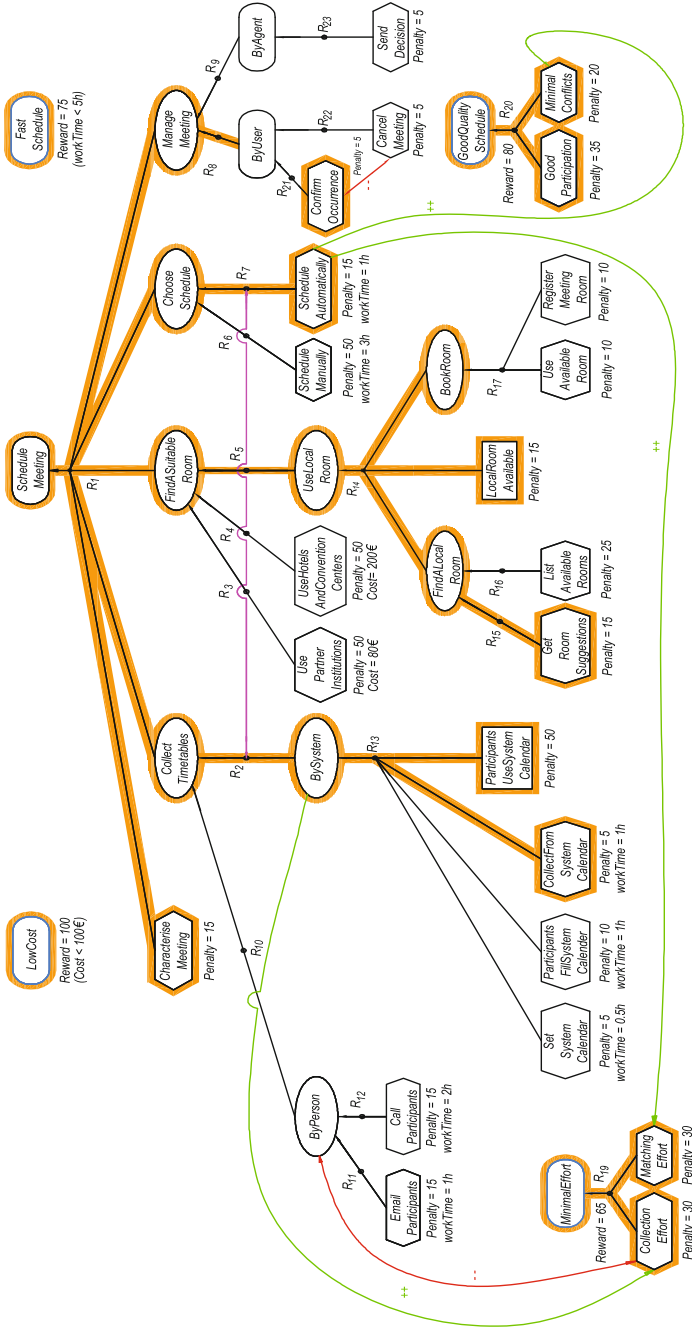 Schedule
Meeting
R1
LowCost
Reward = 100
(Cost < 100€)
Fast
Schedule
Reward = 75
(workTime < 5h)
Characterise
Meeting
Penalty = 15
Collect
Timetables
FindASuitable
Room
Choose
Schedule
Manage
Meeting
R10
R2
R3
R4
R5
R6
R7
R8
R9
ByPerson
BySystem
Use
Partner
Institutions
Penalty = 50
Cost = 80€
UseHotels
AndConvention
Centers
Penalty = 50
Cost= 200€
UseLocal
Room
Schedule
Manually
Penalty = 50
workTime = 3h
Schedule
Automatically
Penalty = 15
workTime = 1h
ByUser
ByAgent
R21
R22
R23
Confirm
Occurrence
Penalty = 5
- -
Cancel
Meeting
Penalty = 5
Send
Decision
Penalty = 5
R11
R12
Email
Participants
Penalty = 15
workTime = 1h
Call
Participants
Penalty = 15
workTime = 2h
R13
Set
System
Calendar
Penalty = 5
workTime = 0.5h
Participants
FillSystem
Calender
Penalty = 10
workTime = 1h
CollectFrom
System
Calendar
Penalty = 5
workTime = 1h
Participants
UseSystem
Calendar
Penalty = 50
R14
FindALocal
Room
LocalRoom
Available
Penalty = 15
BookRoom
R15
R16
R17
Get
Room
Suggestions
Penalty = 15
List
Available
Rooms
Penalty = 25
Use
Available
Room
Penalty = 10
Register
Meeting
Room
Penalty = 10
++
GoodQuality
Schedule
Reward = 80
R20
Good
Participation
Penalty = 35
Minimal
Conflicts
Penalty = 20
MinimalEffort
Reward = 65
R19
Collection
Effort
Penalty = 30
Matching
Effort
Penalty = 30
++
- -
++